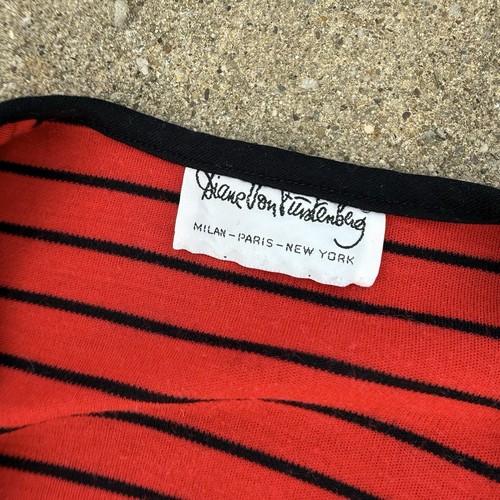 Diane Von Furstenberg
MILAN-PARIS-NEW YORK